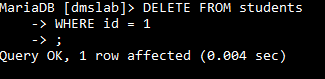 MariaDB [dmslab]> DELETE FROM students
    -> WHERE id = 1
    -> ;
Query OK, 1 row affected (0.004 sec)